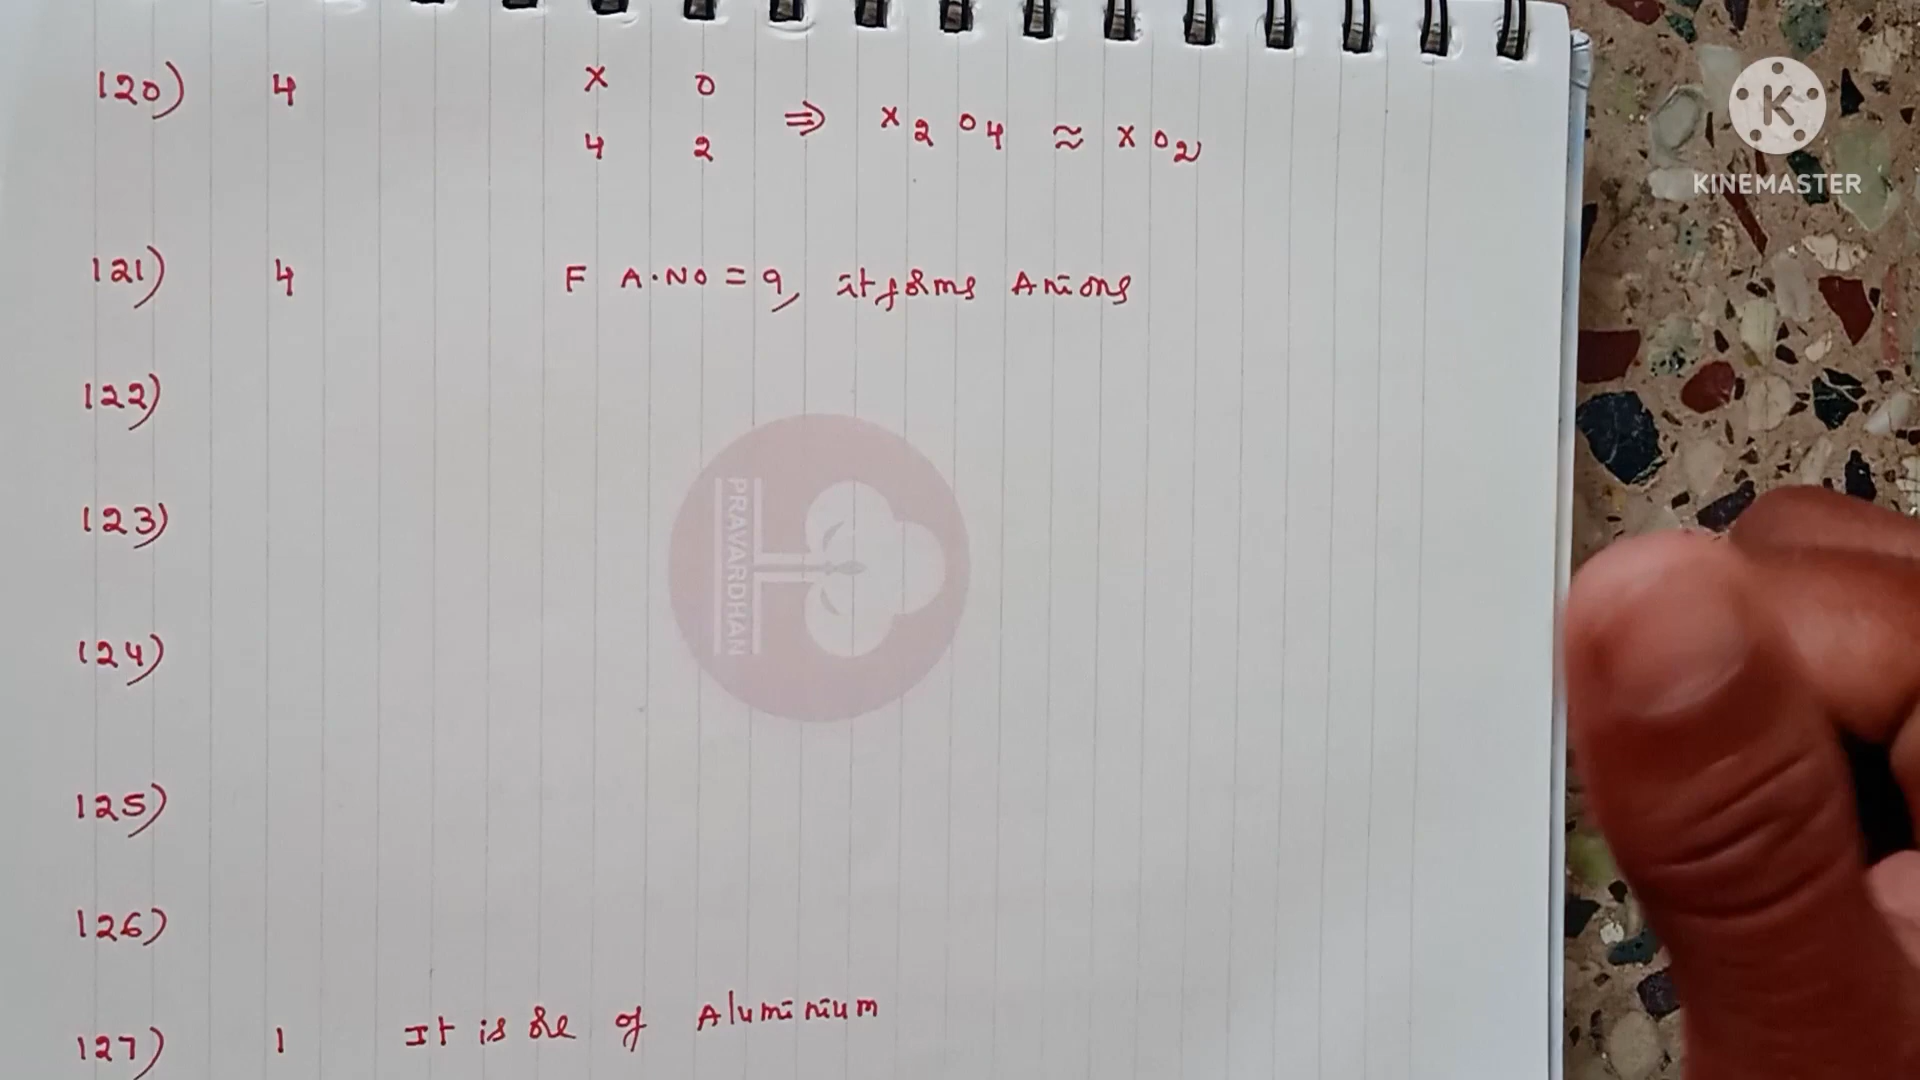 120) 4 X O ⇒ X2O4 ≈ XO2
4 2
KINEMASTER
121) 4 F A.NO = 9, it forms Anions
122)
123)
PRAVARDHAN
124)
125)
126)
127) 1 It is ore of Aluminium